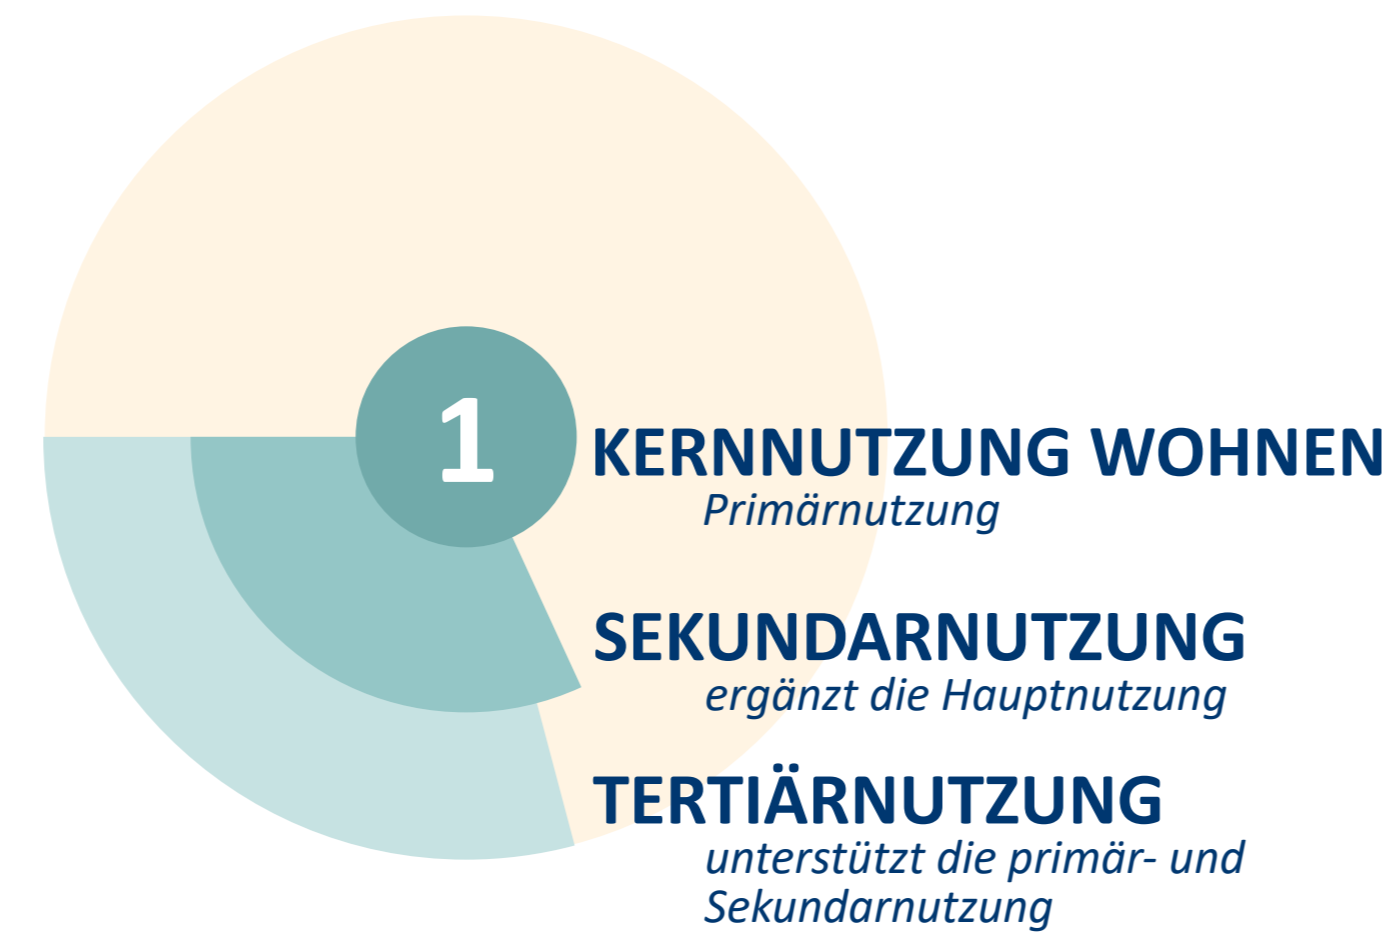 1
KERNNUTZUNG WOHNEN
Primärnutzung
SEKUNDARNUTZUNG
ergänzt die Hauptnutzung
TERTIÄRNUTZUNG
unterstützt die primär- und
Sekundarnutzung